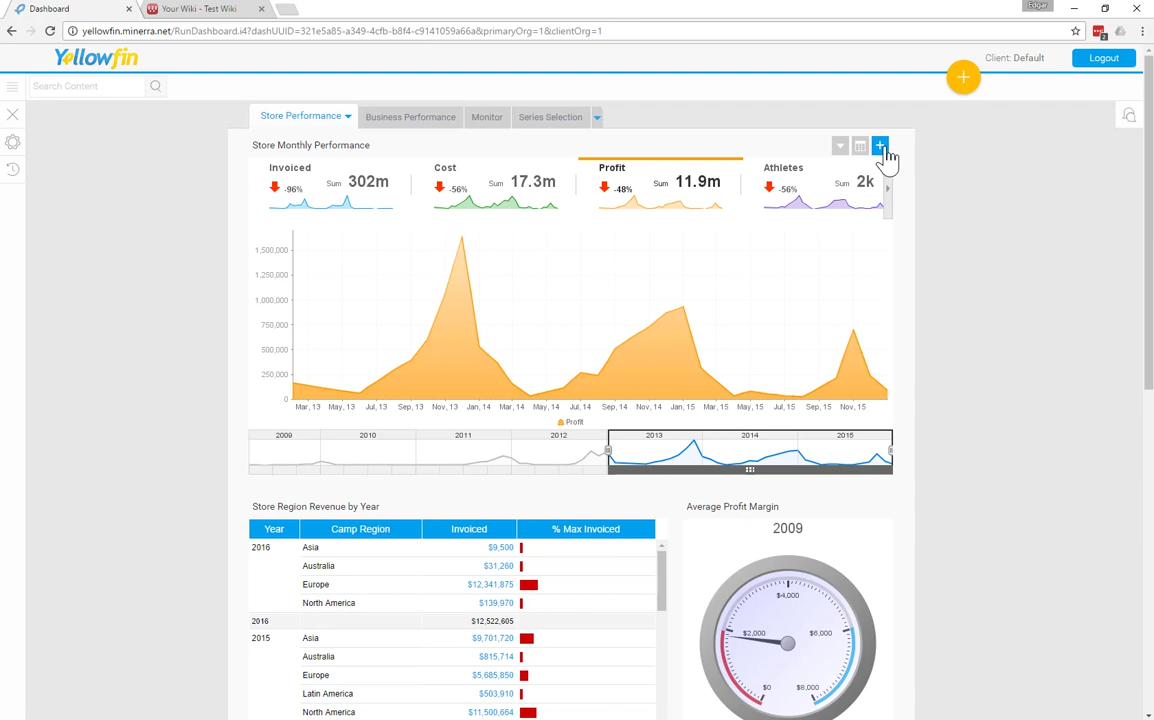 Dashboard
Your Wiki - Test Wiki
Edgar
yellowfin.minerra.net/RunDashboard.i4?dashUUID=321e5a85-a349-4cfb-b8f4-c9141059a66a&primaryOrg=1&clientOrg=1
2
Yellowfin
Client: Default
Logout
Search Content
Store Performance
Business Performance
Monitor
Series Selection
Store Monthly Performance
Invoiced
-96%
Sum 302m
Cost
-56%
Sum 17.3m
Profit
-48%
Sum 11.9m
Athletes
-56%
Sum 2k
1,500,000
1,250,000
1,000,000
750,000
500,000
250,000
0
Mar, 13 May, 13 Jul, 13 Sep, 13 Nov, 13 Jan, 14 Mar, 14 May, 14 Jul, 14 Sep, 14 Nov, 14 Jan, 15 Mar, 15 May, 15 Jul, 15 Sep, 15 Nov, 15
Profit
2009 2010 2011 2012 2013 2014 2015
Store Region Revenue by Year
Year Camp Region Invoiced % Max Invoiced
2016 Asia $9,500
Australia $31,260
Europe $12,341,875
North America $139,970
2016 $12,522,605
2015 Asia $9,701,720
Australia $815,714
Europe $5,685,850
Latin America $503,910
North America $11,500,664
Average Profit Margin
2009
$4,000
$2,000 $6,000
$0 $8,000